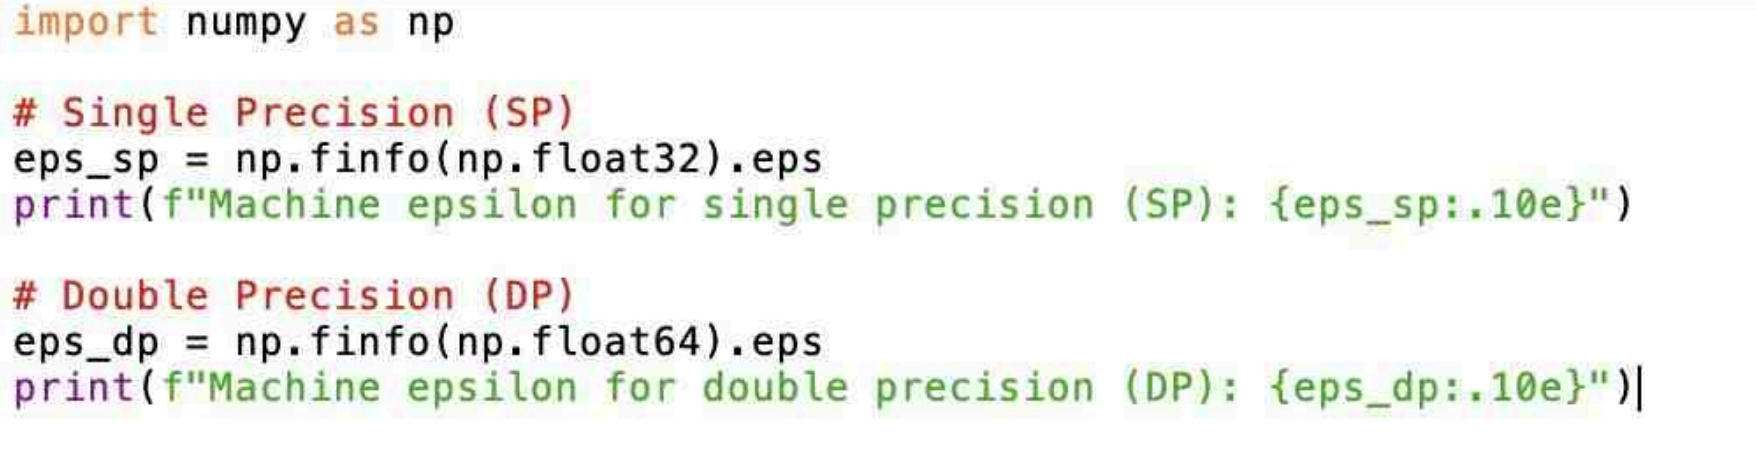 import numpy as np
# Single Precision (SP)
eps_sp = np.finfo(np.float32).eps
print(f"Machine epsilon for single precision (SP): {eps_sp:.10e}")
# Double Precision (DP)
eps_dp = np.finfo(np.float64).eps
print(f"Machine epsilon for double precision (DP): {eps_dp:.10e}")